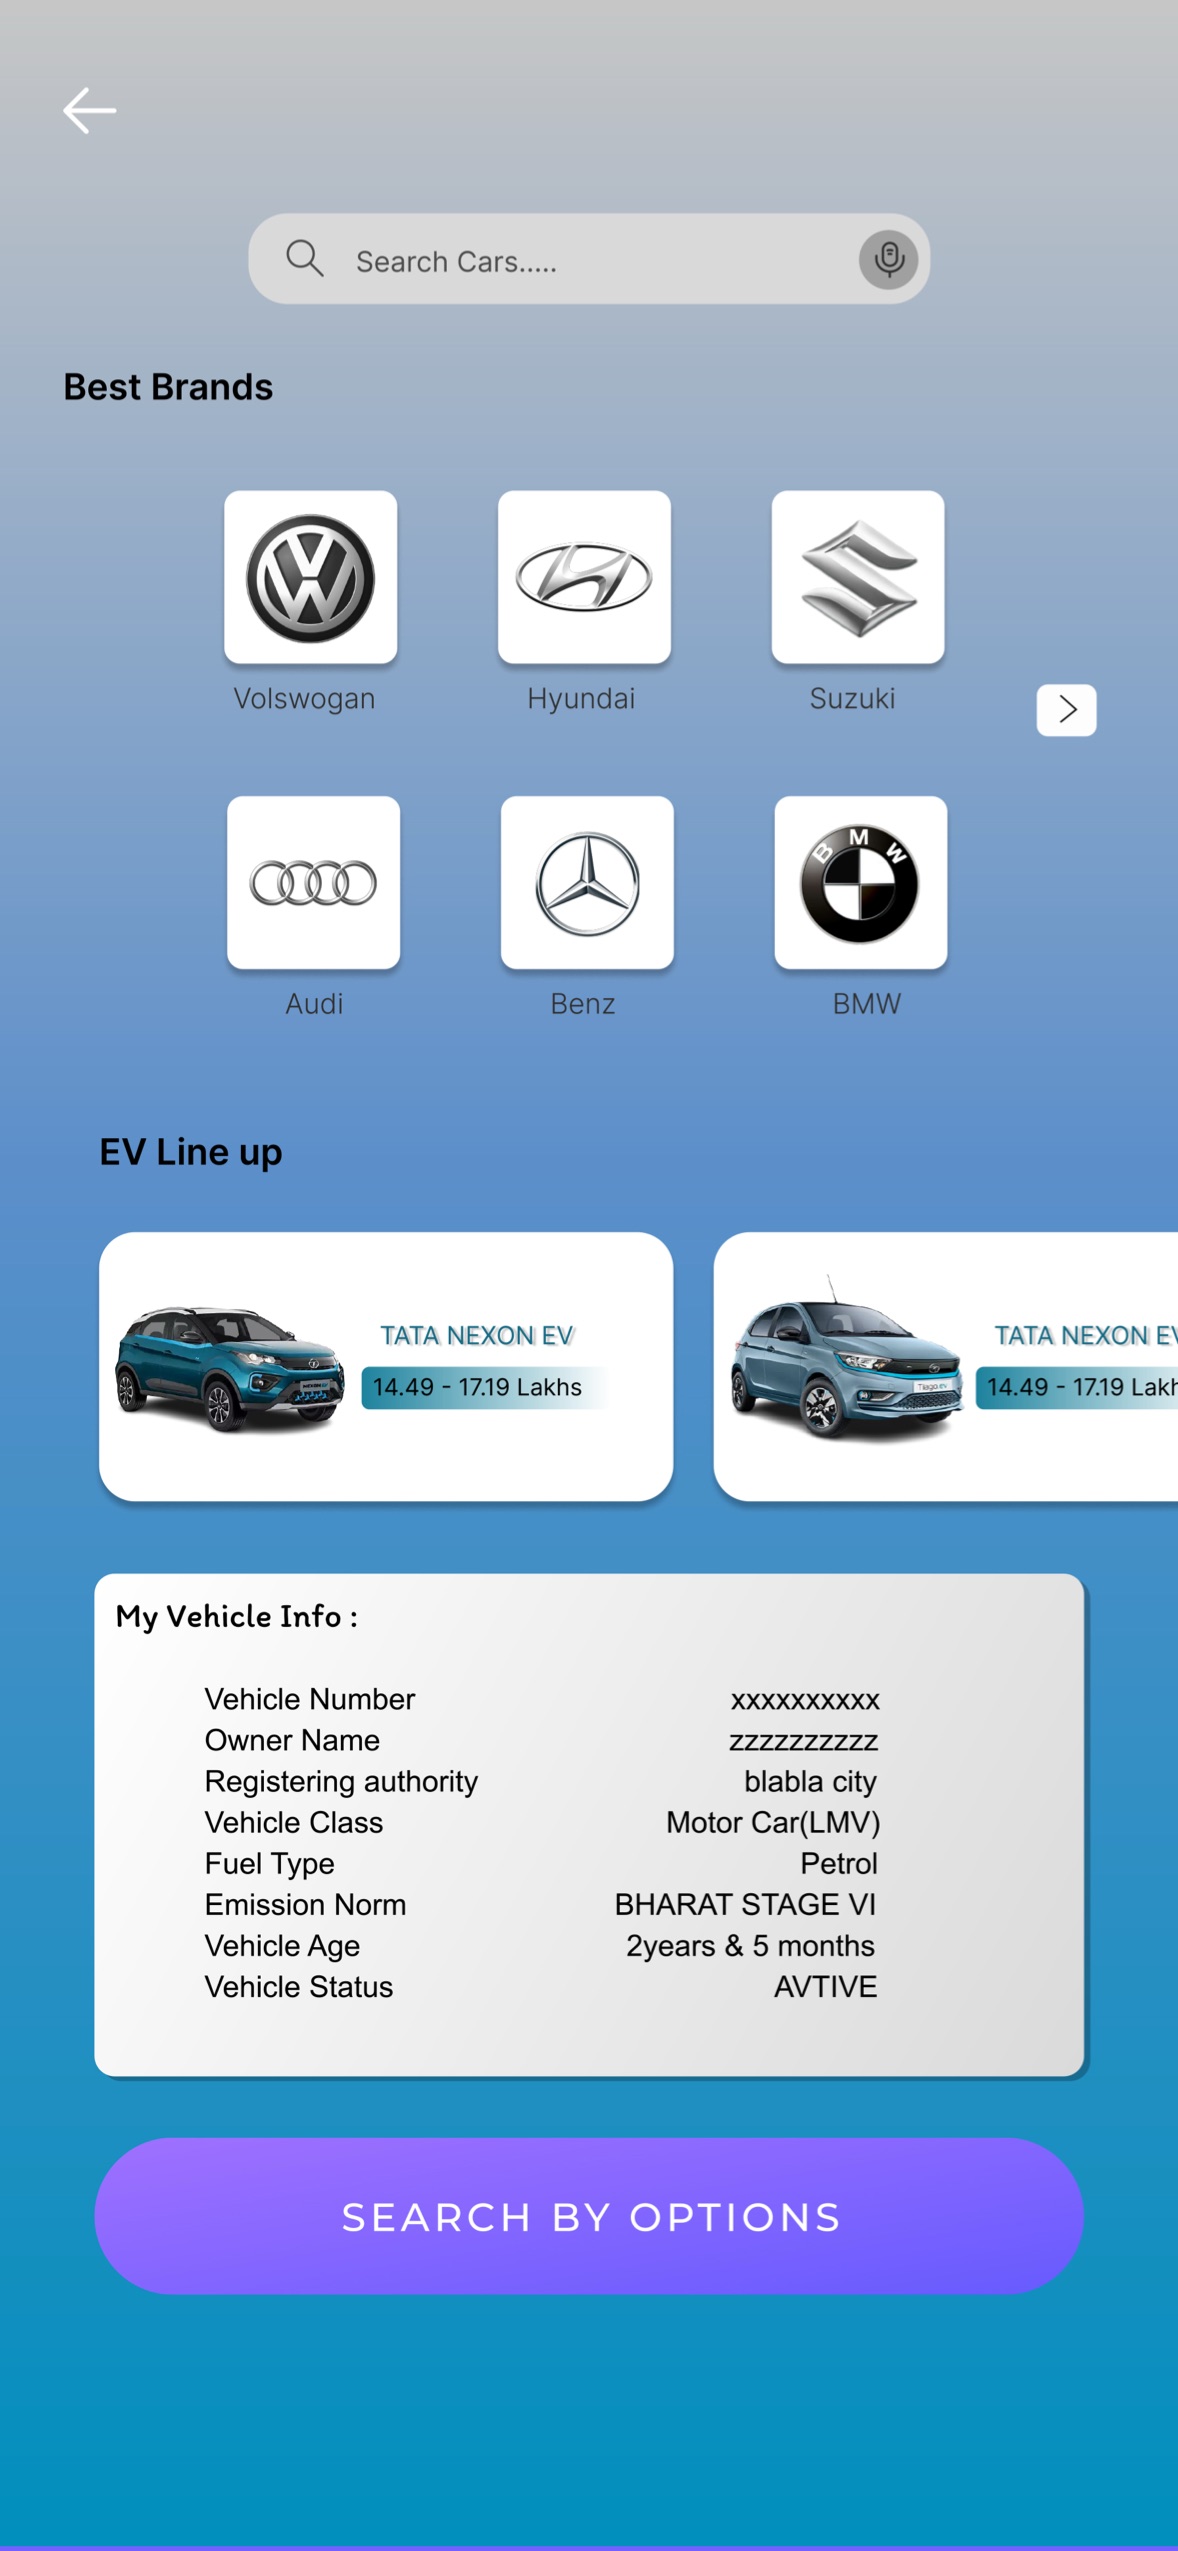 Search Cars.....
Best Brands
Volswogan
Hyundai
Suzuki
B M W
Audi
Benz
BMW
EV Line up
TATA NEXON EV
14.49 - 17.19 Lakhs
Tiago.ev
TATA NEXON EV
14.49 - 17.19 Lakh
My Vehicle Info :
Vehicle Number xxxxxxxxxx
Owner Name zzzzzzzzzz
Registering authority blabla city
Vehicle Class Motor Car(LMV)
Fuel Type Petrol
Emission Norm BHARAT STAGE VI
Vehicle Age 2years & 5 months
Vehicle Status AVTIVE
SEARCH BY OPTIONS